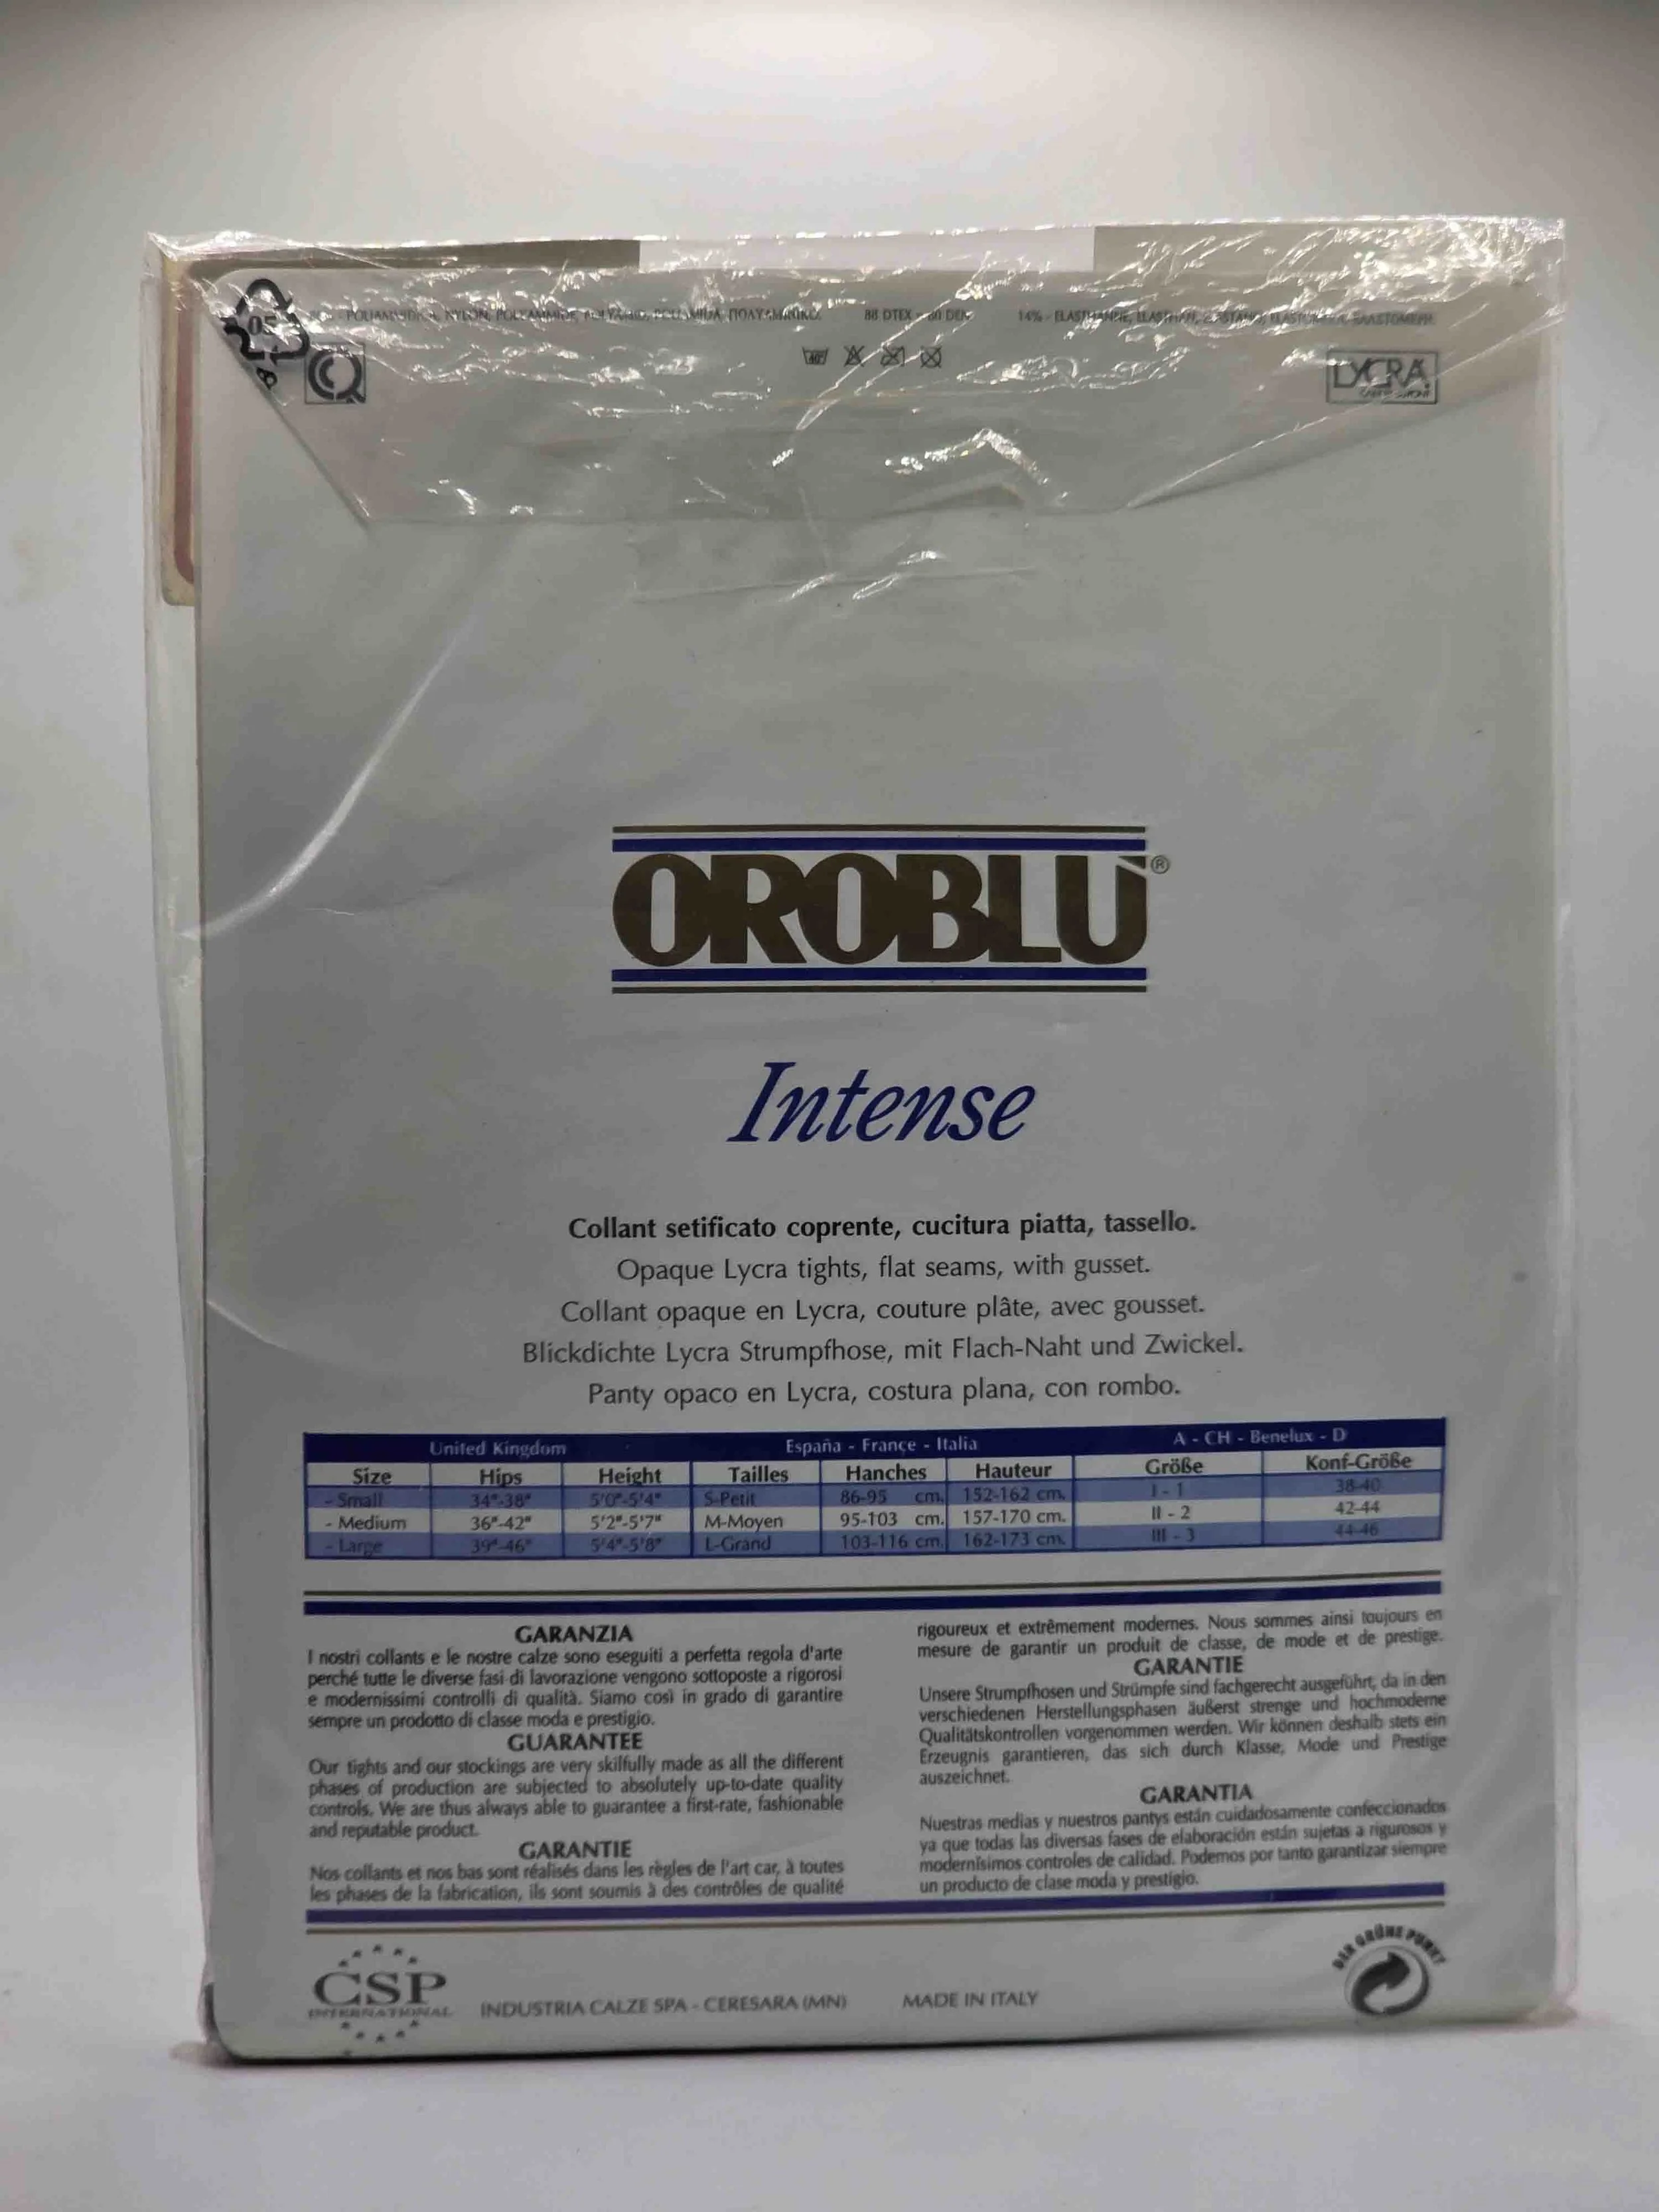 05
POLIAMMIDICA, NYLON, POLYAMMIDE, POLYAMID, POLIAMIDA, ΠΟΛΥΑΜΙΝΙΚΟ. 88 DTEX - 80 DEN. 14% - ELASTHANNE, ELASTHAN,
CQ 40° LYCRA
OROBLÙ®
Intense
Collant setificato coprente, cucitura piatta, tassello.
Opaque Lycra tights, flat seams, with gusset.
Collant opaque en Lycra, couture plâte, avec gousset.
Blickdichte Lycra Strumpfhose, mit Flach-Naht und Zwickel.
Panty opaco en Lycra, costura plana, con rombo.
United Kingdom España - Françe - Italia A - CH - Benelux - D
Size Hips Height Tailles Hanches Hauteur Größe Konf-Größe
- Small 34"-38" 5'0"-5'4" S-Petit 86-95 cm. 152-162 cm. I - 1 38-40
- Medium 36"-42" 5'2"-5'7" M-Moyen 95-103 cm. 157-170 cm. II - 2 42-44
- Large 39"-46" 5'4"-5'8" L-Grand 103-116 cm. 162-173 cm. III - 3 44-46
GARANZIA
I nostri collants e le nostre calze sono eseguiti a perfetta regola d'arte
perché tutte le diverse fasi di lavorazione vengono sottoposte a rigorosi
e modernissimi controlli di qualità. Siamo così in grado di garantire
sempre un prodotto di classe moda e prestigio.
GUARANTEE
Our tights and our stockings are very skilfully made as all the different
phases of production are subjected to absolutely up-to-date quality
controls. We are thus always able to guarantee a first-rate, fashionable
and reputable product.
GARANTIE
Nos collants et nos bas sont réalisés dans les règles de l'art car, à toutes
les phases de la fabrication, ils sont soumis à des contrôles de qualité
rigoureux et extrêmement modernes. Nous sommes ainsi toujours en
mesure de garantir un produit de classe, de mode et de prestige.
GARANTIE
Unsere Strumpfhosen und Strümpfe sind fachgerecht ausgeführt, da in den
verschiedenen Herstellungsphasen äußerst strenge und hochmoderne
Qualitätskontrollen vorgenommen werden. Wir können deshalb stets ein
Erzeugnis garantieren, das sich durch Klasse, Mode und Prestige
auszeichnet.
GARANTIA
Nuestras medias y nuestros pantys están cuidadosamente confeccionados
ya que todas las diversas fases de elaboración están sujetas a rigurosos y
modernísimos controles de calidad. Podemos por tanto garantizar siempre
un producto de clase moda y prestigio.
CSP
INTERNATIONAL
INDUSTRIA CALZE SPA - CERESARA (MN) MADE IN ITALY
DER GRÜNE PUNKT